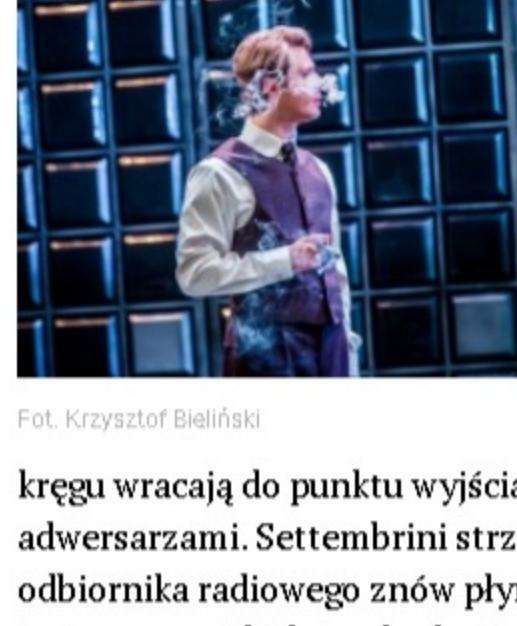 Fot. Krzysztof Bieliński
kręgu wracają do punktu wyjścia
adwersarzami. Settembrini strz
odbiornika radiowego znów pły